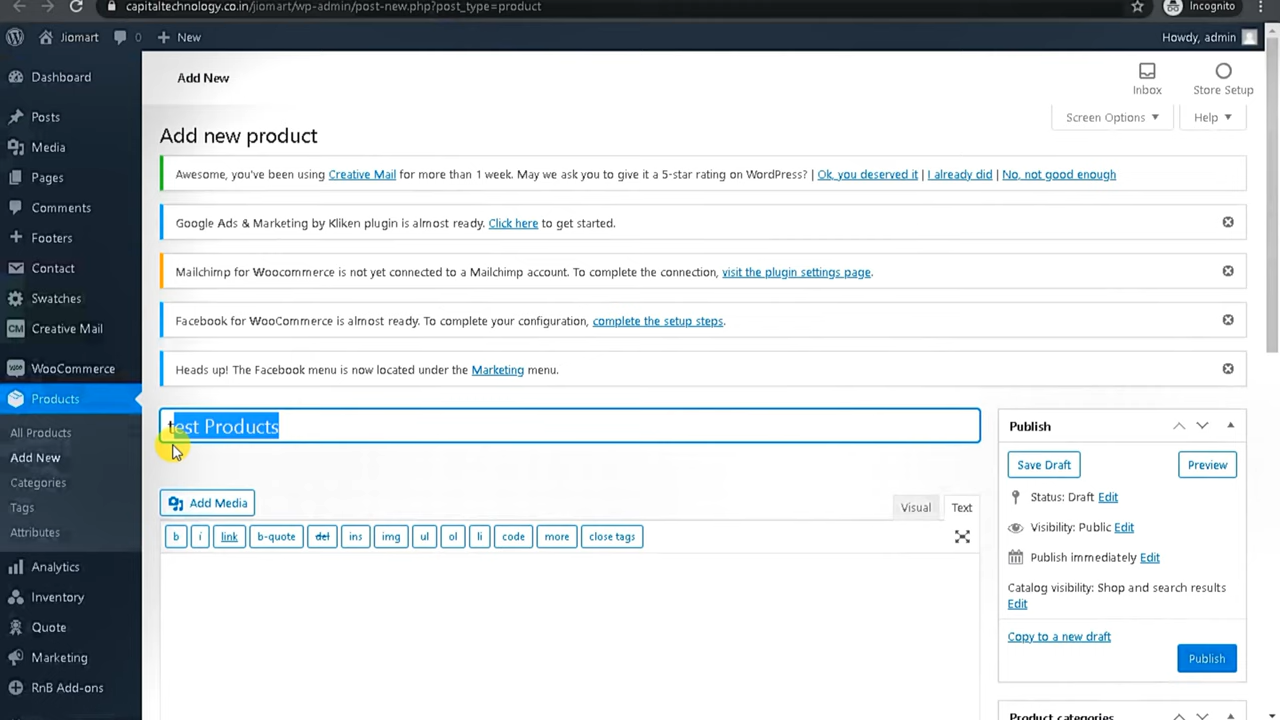 capitaltechnology.co.in/jiomart/wp-admin/post-new.php?post_type=product
Incognito
Jiomart
0
New
Howdy, admin
Dashboard
Posts
Media
Pages
Comments
Footers
Contact
Swatches
CM Creative Mail
WooCommerce
Products
All Products
Add New
Categories
Tags
Attributes
Analytics
Inventory
Quote
Marketing
RnB Add-ons
Add New
Inbox
Store Setup
Screen Options ▼
Help ▼
Add new product
Awesome, you've been using Creative Mail for more than 1 week. May we ask you to give it a 5-star rating on WordPress? | Ok, you deserved it | I already did | No, not good enough
Google Ads & Marketing by Kliken plugin is almost ready. Click here to get started.
Mailchimp for Woocommerce is not yet connected to a Mailchimp account. To complete the connection, visit the plugin settings page.
Facebook for WooCommerce is almost ready. To complete your configuration, complete the setup steps.
Heads up! The Facebook menu is now located under the Marketing menu.
test Products
Add Media
Visual
Text
b
i
link
b-quote
del
ins
img
ul
ol
li
code
more
close tags
Publish
Save Draft
Preview
Status: Draft Edit
Visibility: Public Edit
Publish immediately Edit
Catalog visibility: Shop and search results
Edit
Copy to a new draft
Publish
Product categories